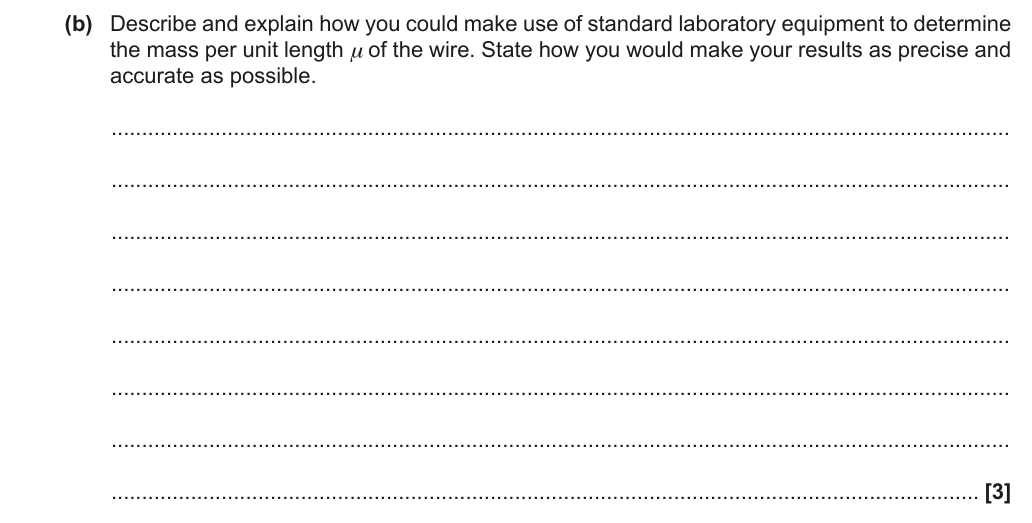 (b) Describe and explain how you could make use of standard laboratory equipment to determine
the mass per unit length μ of the wire. State how you would make your results as precise and
accurate as possible.
[3]